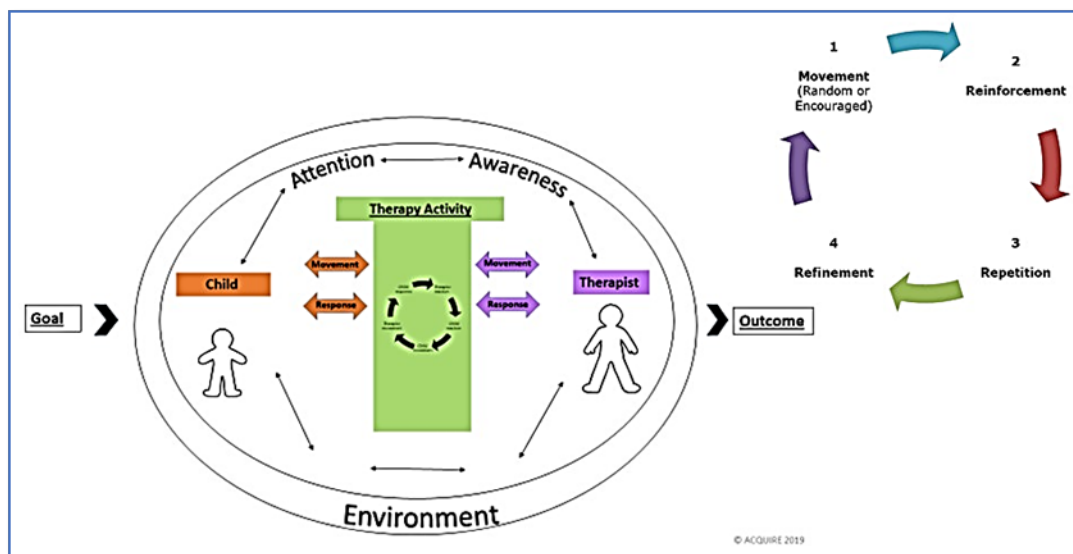 1
Movement
(Random or
Encouraged)
2
Reinforcement
Attention
Awareness
Therapy Activity
Movement
Movement
Child
Therapist
Response
Response
4
Refinement
3
Repetition
Goal
Outcome
Environment
© ACQUIRE 2019